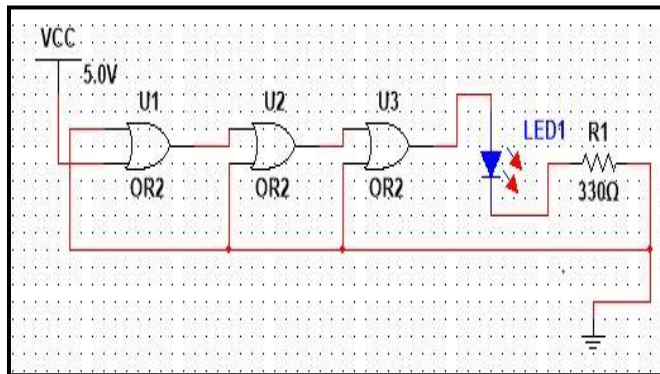 VCC
5.0V
U1
U2
U3
LED1
R1
OR2
OR2
OR2
330Ω